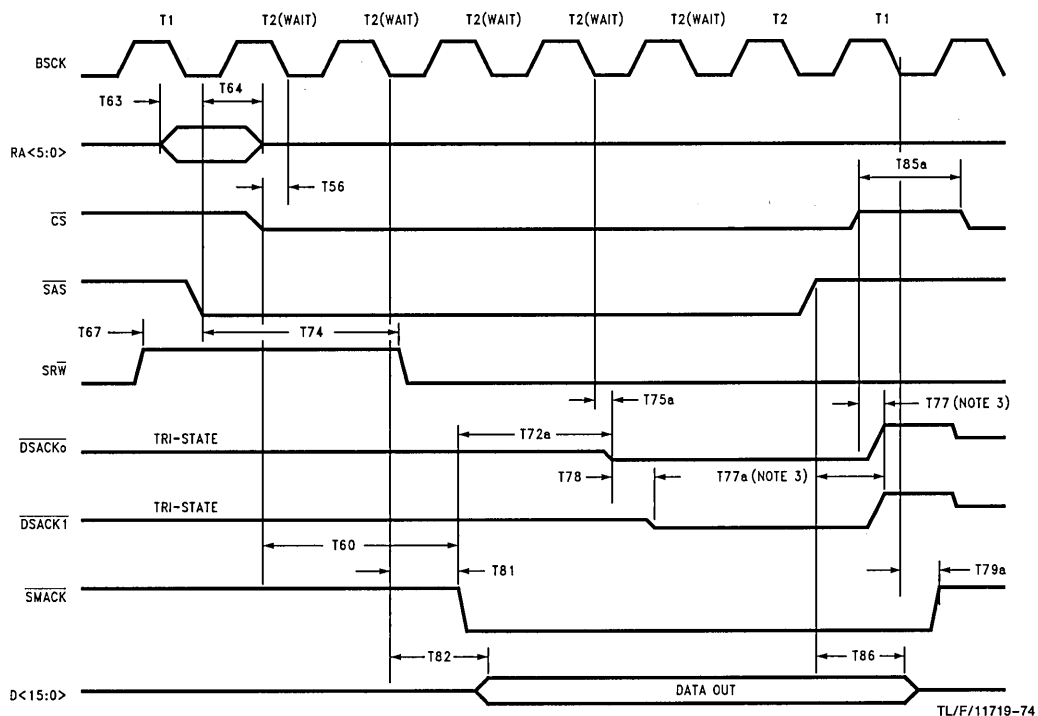 T1 T2(WAIT) T2(WAIT) T2(WAIT) T2(WAIT) T2(WAIT) T2 T1
BSCK
T63 T64
RA<5:0>
T56 T85a
CS
SAS
T67 T74
SRW
T75a T77 (NOTE 3)
TRI-STATE T72a
DSACKo
T78 T77a (NOTE 3)
TRI-STATE
DSACK1
T60
T81 T79a
SMACK
T82 T86
D<15:0> DATA OUT
TL/F/11719-74